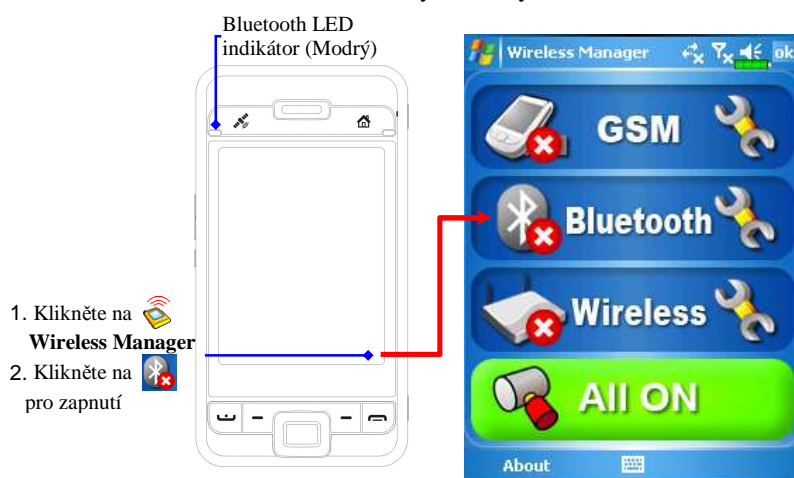 Bluetooth LED
indikátor (Modrý)
1. Klikněte na
Wireless Manager
2. Klikněte na
pro zapnutí
Wireless Manager ok
GSM
Bluetooth
Wireless
All ON
About